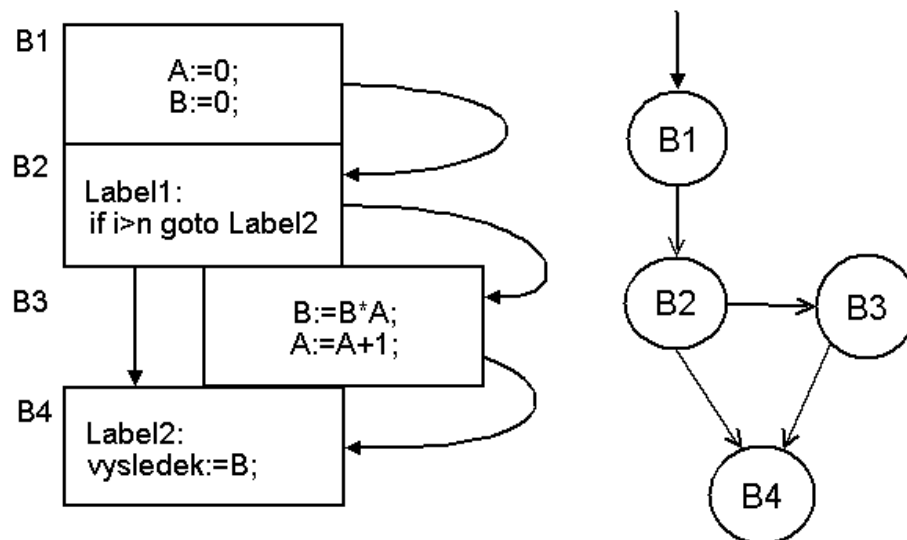 B1
A:=0;
B:=0;
B2
Label1:
if i>n goto Label2
B3
B:=B*A;
A:=A+1;
B4
Label2:
vysledek:=B;
B1
B2
B3
B4